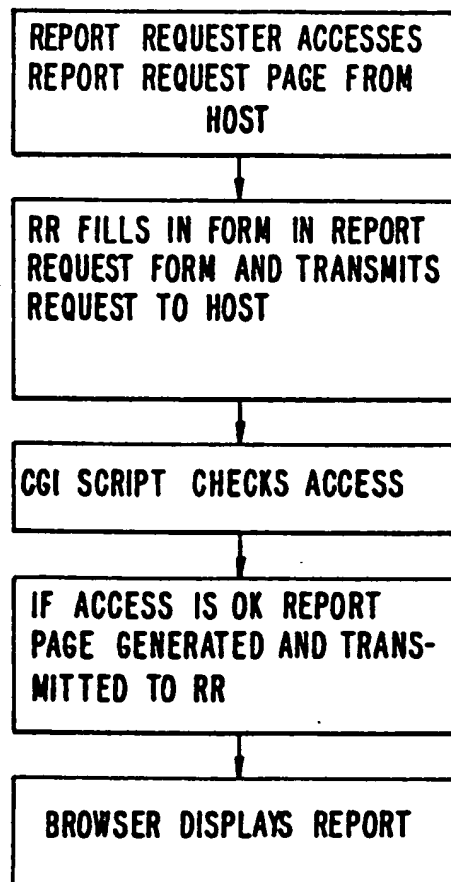 REPORT REQUESTER ACCESSES
REPORT REQUEST PAGE FROM
HOST
RR FILLS IN FORM IN REPORT
REQUEST FORM AND TRANSMITS
REQUEST TO HOST
CGI SCRIPT CHECKS ACCESS
IF ACCESS IS OK REPORT
PAGE GENERATED AND TRANS-
MITTED TO RR
BROWSER DISPLAYS REPORT